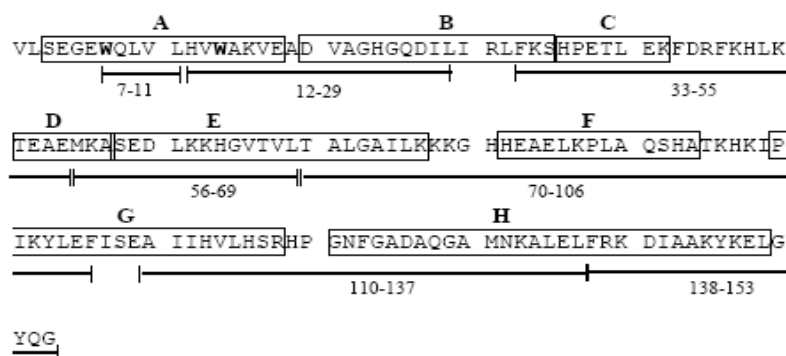 A B C
VLSEGEWQLVL LHVWAKVEAD VAGHGQDILI RLFKSHPETL EKFDRFKHLK
7-11 12-29 33-55
D E F
TEAEMKASED LKKHGVTVLT ALGAILKKKG HHEAELKPLA QSHATKHKIP
56-69 70-106
G H
IKYLEFISEA IIHVLHSRHP GNFGADAQGA MNKALELFRK DIAAKYKELG
110-137 138-153
YQG